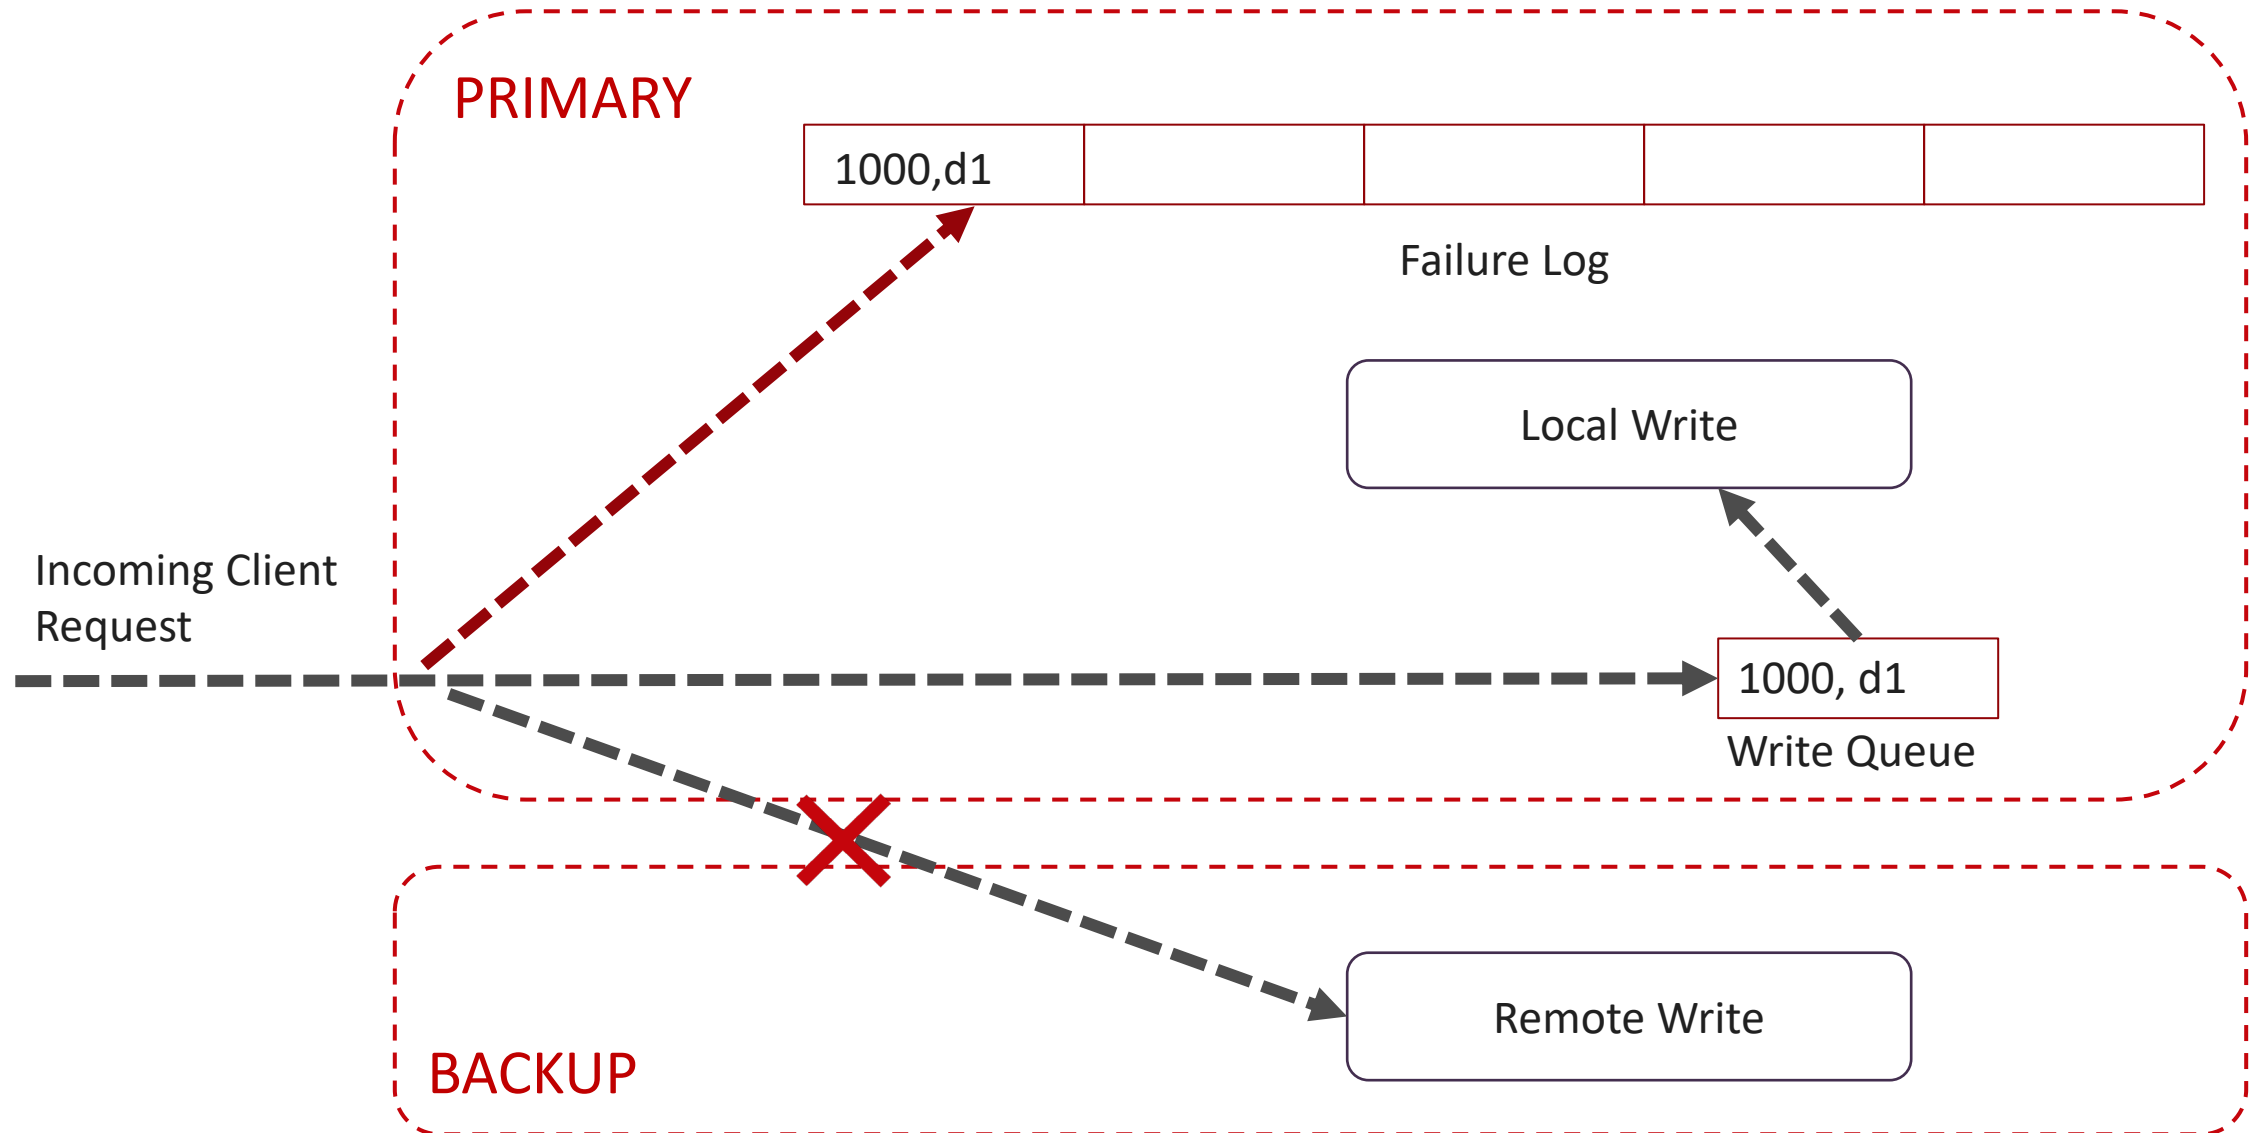 PRIMARY
1000,d1
Failure Log
Local Write
Incoming Client
Request
1000, d1
Write Queue
Remote Write
BACKUP